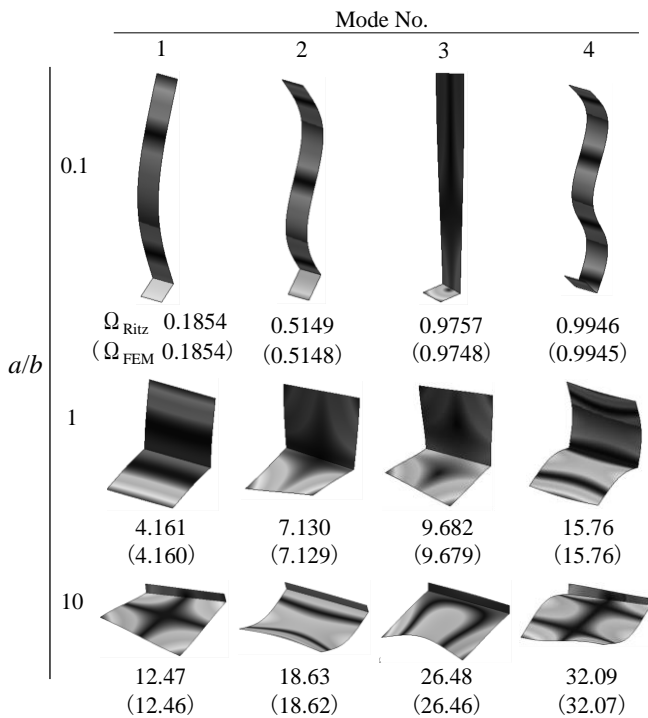 Mode No.
1 2 3 4
0.1
Ω Ritz 0.1854 0.5149 0.9757 0.9946
(Ω FEM 0.1854) (0.5148) (0.9748) (0.9945)
a/b
1
4.161 7.130 9.682 15.76
(4.160) (7.129) (9.679) (15.76)
10
12.47 18.63 26.48 32.09
(12.46) (18.62) (26.46) (32.07)